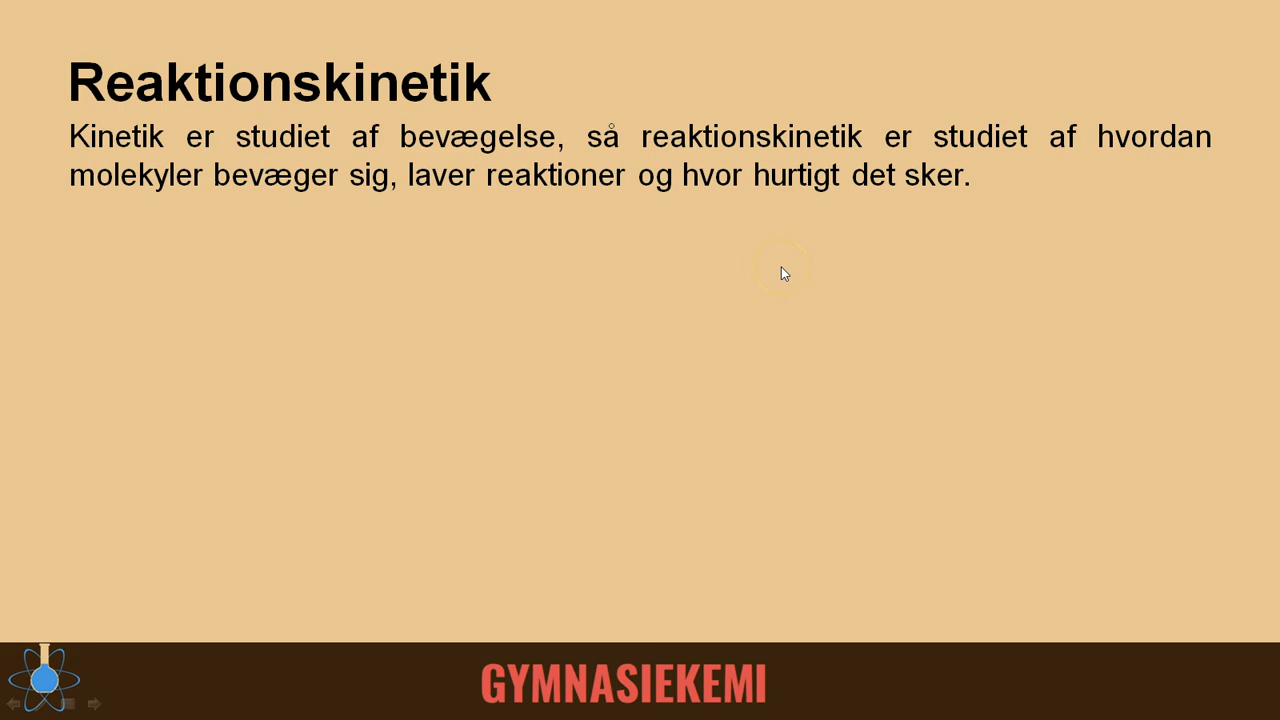 Reaktionskinetik
Kinetik er studiet af bevægelse, så reaktionskinetik er studiet af hvordan
molekyler bevæger sig, laver reaktioner og hvor hurtigt det sker.
GYMNASIEKEMI